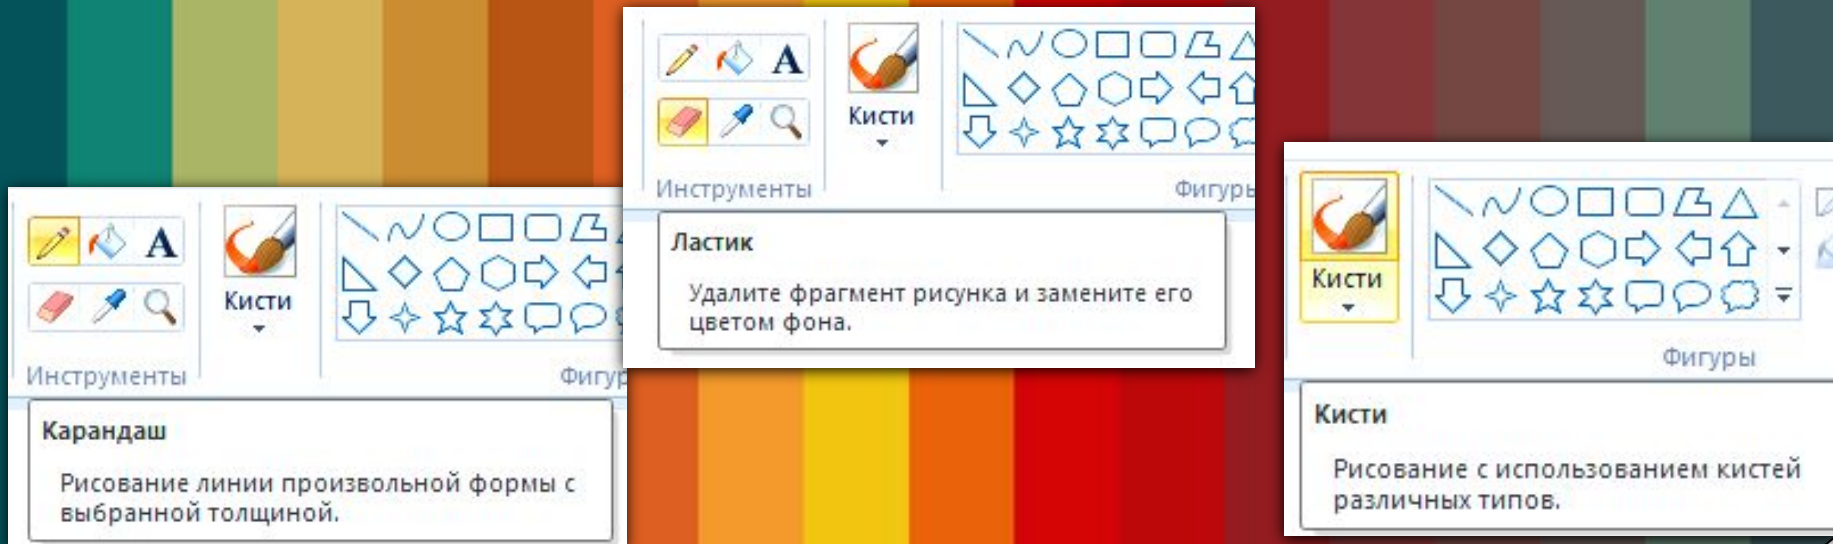 A
Кисти
Инструменты
Фигур
Карандаш
Рисование линии произвольной формы с
выбранной толщиной.
A
Кисти
Инструменты
Фигуры
Ластик
Удалите фрагмент рисунка и замените его
цветом фона.
Кисти
Фигуры
Кисти
Рисование с использованием кистей
различных типов.